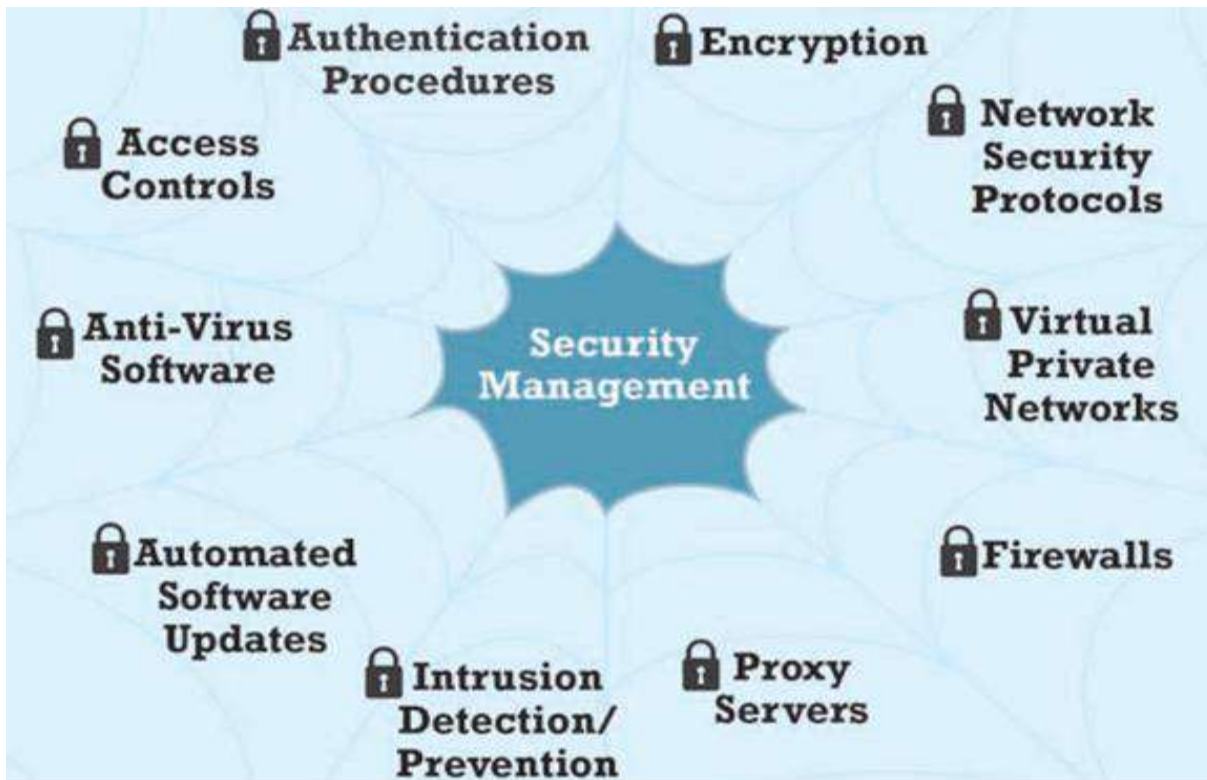 Authentication
Procedures
Encryption
Network
Security
Protocols
Access
Controls
Virtual
Private
Networks
Anti-Virus
Software
Security
Management
Automated
Software
Updates
Firewalls
Intrusion
Detection/
Prevention
Proxy
Servers